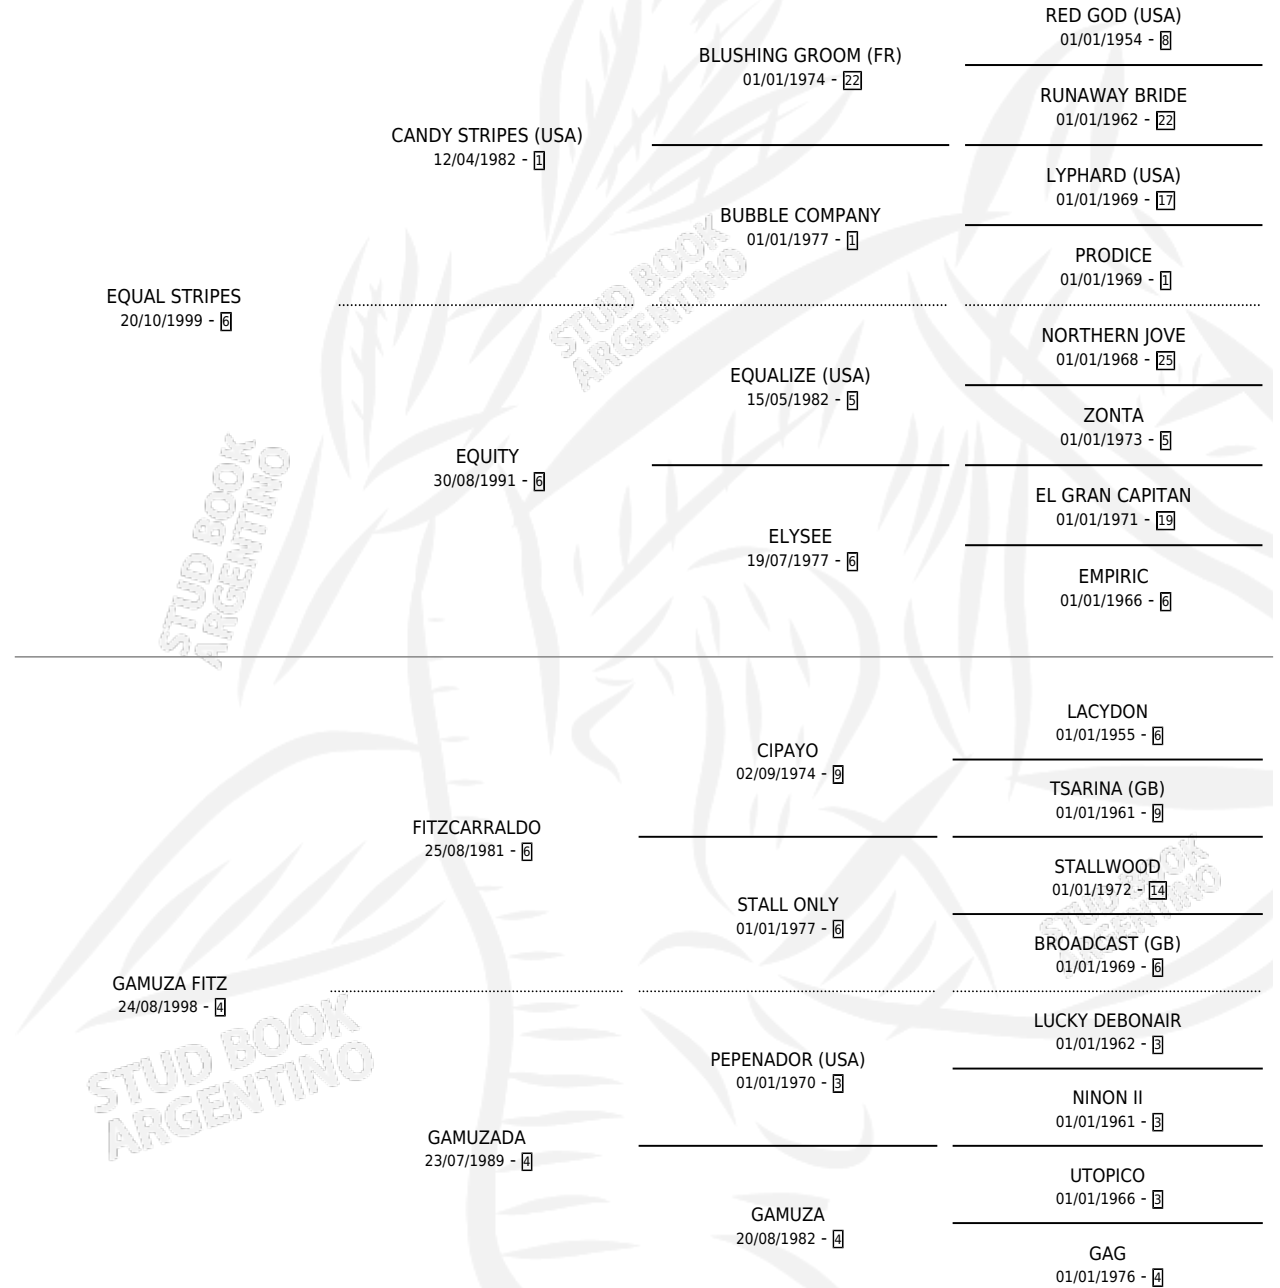 RED GOD (USA)
01/01/1954 - 8
BLUSHING GROOM (FR)
01/01/1974 - 22
RUNAWAY BRIDE
01/01/1962 - 22
CANDY STRIPES (USA)
12/04/1982 - 1
LYPHARD (USA)
01/01/1969 - 17
BUBBLE COMPANY
01/01/1977 - 1
PRODICE
01/01/1969 - 1
EQUAL STRIPES
20/10/1999 - 6
NORTHERN JOVE
01/01/1968 - 25
EQUALIZE (USA)
15/05/1982 - 5
ZONTA
01/01/1973 - 5
EQUITY
30/08/1991 - 6
EL GRAN CAPITAN
01/01/1971 - 19
ELYSEE
19/07/1977 - 6
EMPIRIC
01/01/1966 - 6
STUD BOOK
ARGENTINO
STUD BOOK
ARGENTINO
LACYDON
01/01/1955 - 6
CIPAYO
02/09/1974 - 9
TSARINA (GB)
01/01/1961 - 9
FITZCARRALDO
25/08/1981 - 6
STALLWOOD
01/01/1972 - 14
STALL ONLY
01/01/1977 - 6
BROADCAST (GB)
01/01/1969 - 6
GAMUZA FITZ
24/08/1998 - 4
LUCKY DEBONAIR
01/01/1962 - 3
PEPENADOR (USA)
01/01/1970 - 3
NINON II
01/01/1961 - 3
GAMUZADA
23/07/1989 - 4
UTOPICO
01/01/1966 - 3
GAMUZA
20/08/1982 - 4
GAG
01/01/1976 - 4
STUD BOOK
ARGENTINO
STUD BOOK
ARGENTINO